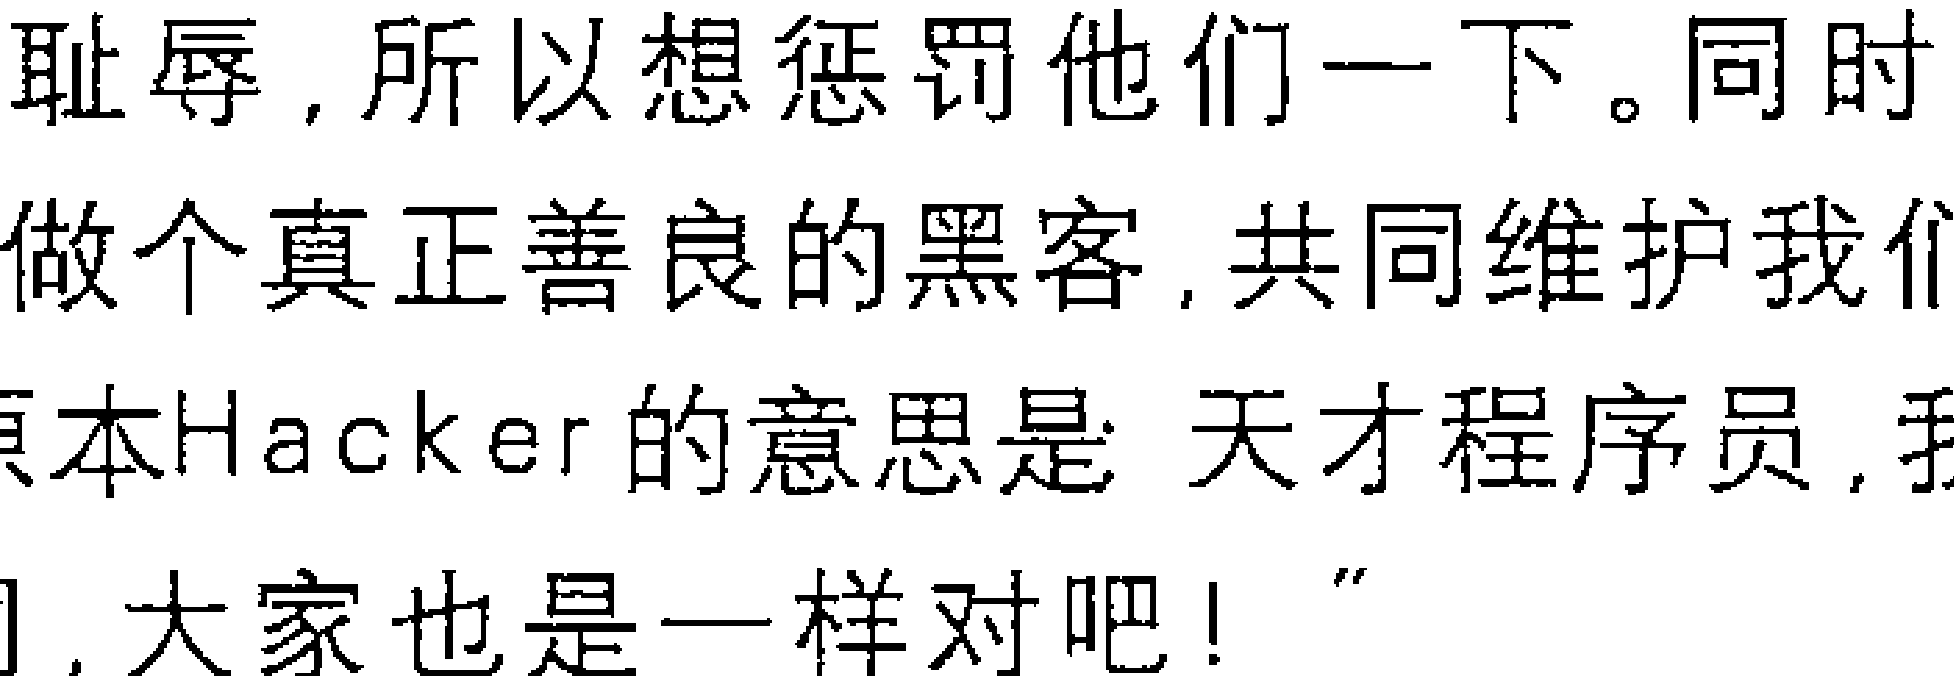 耻辱，所以想惩罚他们一下。同时
做个真正善良的黑客，共同维护我们
原本Hacker的意思是 天才程序员，我
，大家也是一样对吧！”